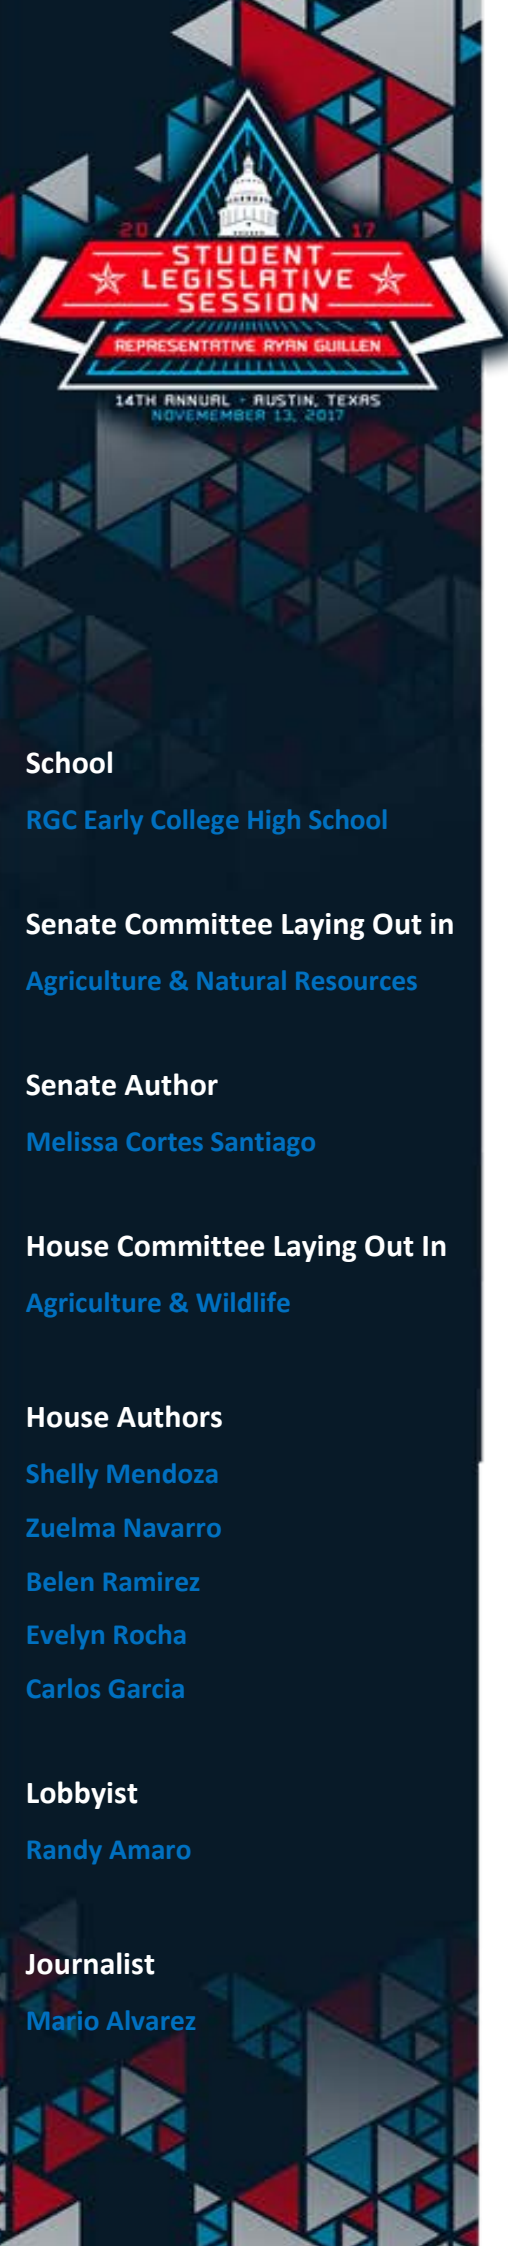 20 17
STUDENT
LEGISLATIVE
SESSION
REPRESENTATIVE RYAN GUILLEN
14TH ANNUAL - AUSTIN, TEXAS
NOVEMEMBER 13, 2017
School
RGC Early College High School
Senate Committee Laying Out in
Agriculture & Natural Resources
Senate Author
Melissa Cortes Santiago
House Committee Laying Out In
Agriculture & Wildlife
House Authors
Shelly Mendoza
Zuelma Navarro
Belen Ramirez
Evelyn Rocha
Carlos Garcia
Lobbyist
Randy Amaro
Journalist
Mario Alvarez